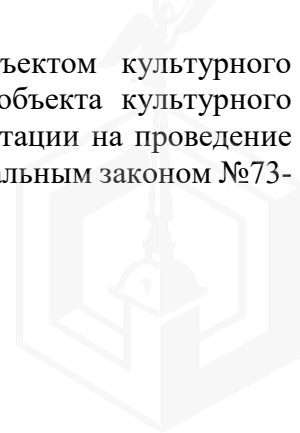 ъектом культурного
объекта культурного
тации на проведение
альным законом №73-